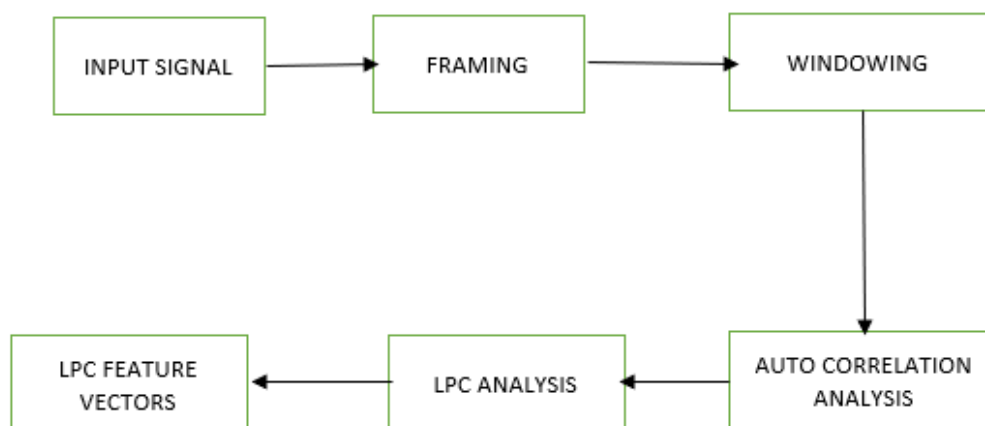 INPUT SIGNAL
FRAMING
WINDOWING
AUTO CORRELATION
ANALYSIS
LPC ANALYSIS
LPC FEATURE
VECTORS